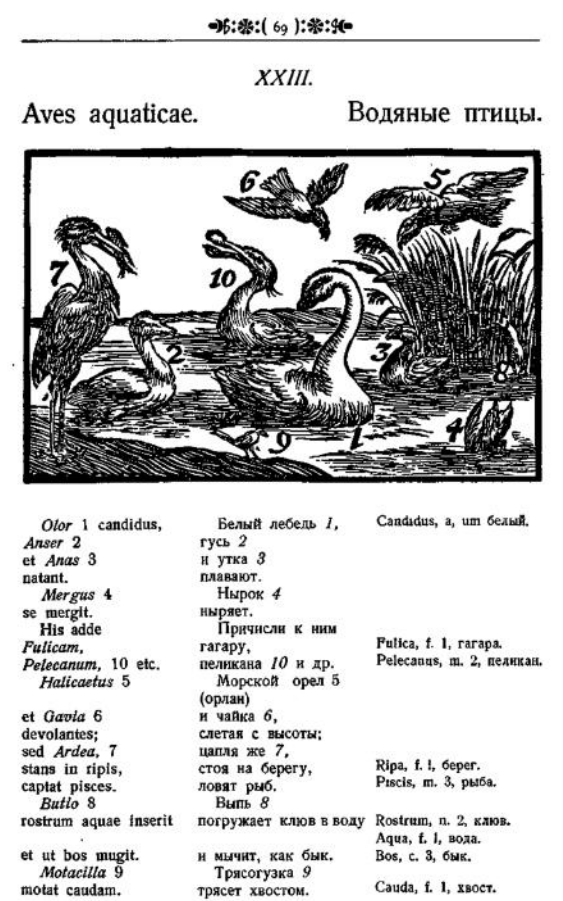 ( 69 )
XXIII.
Aves aquaticae. Водяные птицы.
6 5
7 10
2 3 8
9 1 4
Olor 1 candidus, Белый лебедь 1, Candidus, a, um белый.
Anser 2 гусь 2
et Anas 3 и утка 3
natant. плавают.
Mergus 4 Нырок 4
se mergit. ныряет.
His adde Причисли к ним
Fulicam, гагару, Fulica, f. 1, гагара.
Pelecanum, 10 etc. пеликана 10 и др. Pelecanus, m. 2, пеликан.
Halicaetus 5 Морской орел 5
(орлан)
et Gavia 6 и чайка 6,
devolantes; слетая с высоты;
sed Ardea, 7 цапля же 7,
stans in ripis, стоя на берегу, Ripa, f. 1, берег.
captat pisces. ловят рыб. Piscis, m. 3, рыба.
Butio 8 Выпь 8
rostrum aquae inserit погружает клюв в воду Rostrum, n. 2, клюв.
Aqua, f. 1, вода.
et ut bos mugit. и мычит, как бык. Bos, c. 3, бык.
Motacilla 9 Трясогузка 9
motat caudam. трясет хвостом. Cauda, f. 1, хвост.